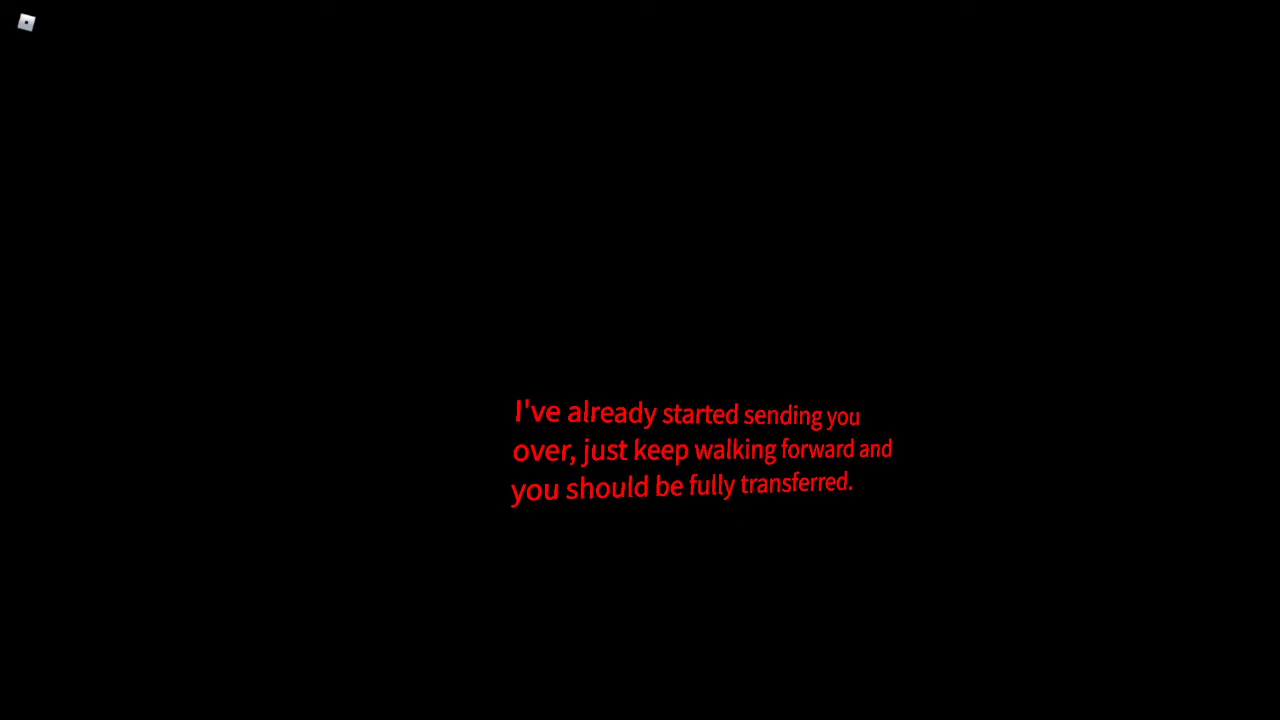 I've already started sending you
over, just keep walking forward and
you should be fully transferred.